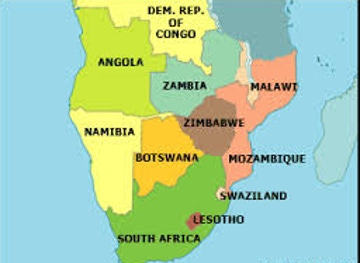 DEM. REP.
OF
CONGO
ANGOLA
ZAMBIA
MALAWI
ZIMBABWE
NAMIBIA
BOTSWANA
MOZAMBIQUE
SWAZILAND
LESOTHO
SOUTH AFRICA